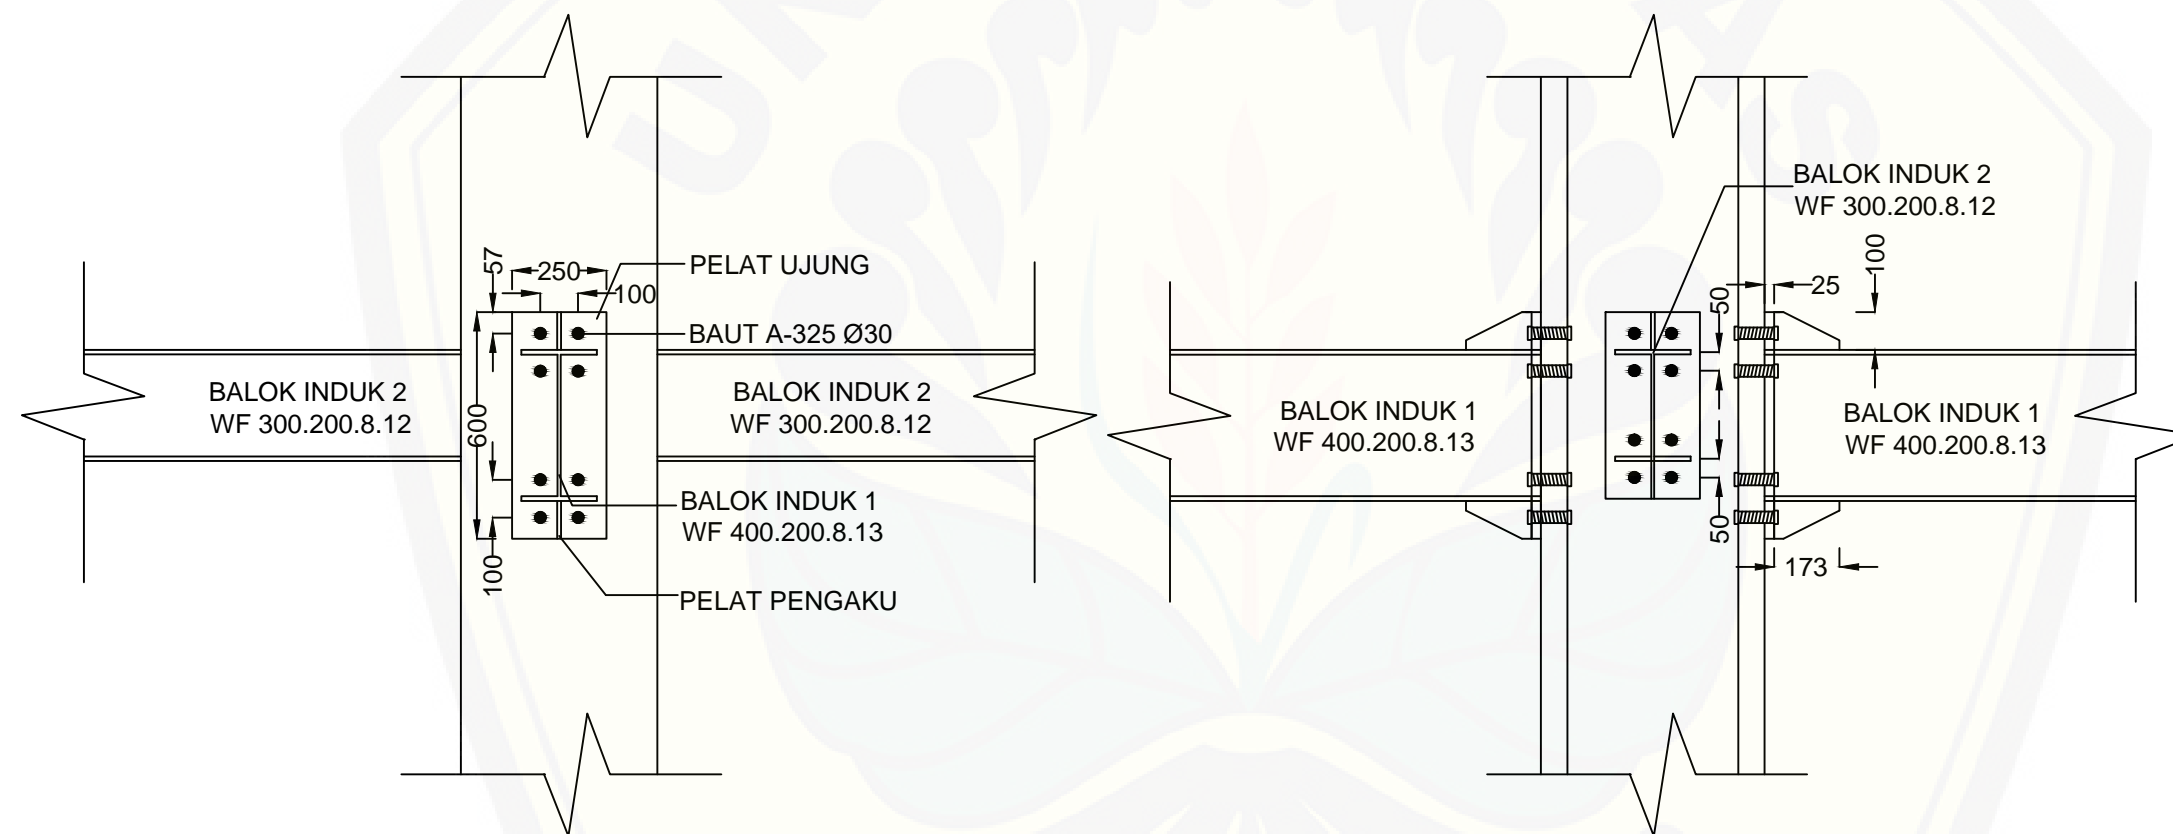 57
250
100
PELAT UJUNG
BAUT A-325 Ø30
BALOK INDUK 2
WF 300.200.8.12
600
BALOK INDUK 2
WF 300.200.8.12
BALOK INDUK 1
WF 400.200.8.13
100
PELAT PENGAKU
BALOK INDUK 2
WF 300.200.8.12
100
25
50
BALOK INDUK 1
WF 400.200.8.13
BALOK INDUK 1
WF 400.200.8.13
50
173